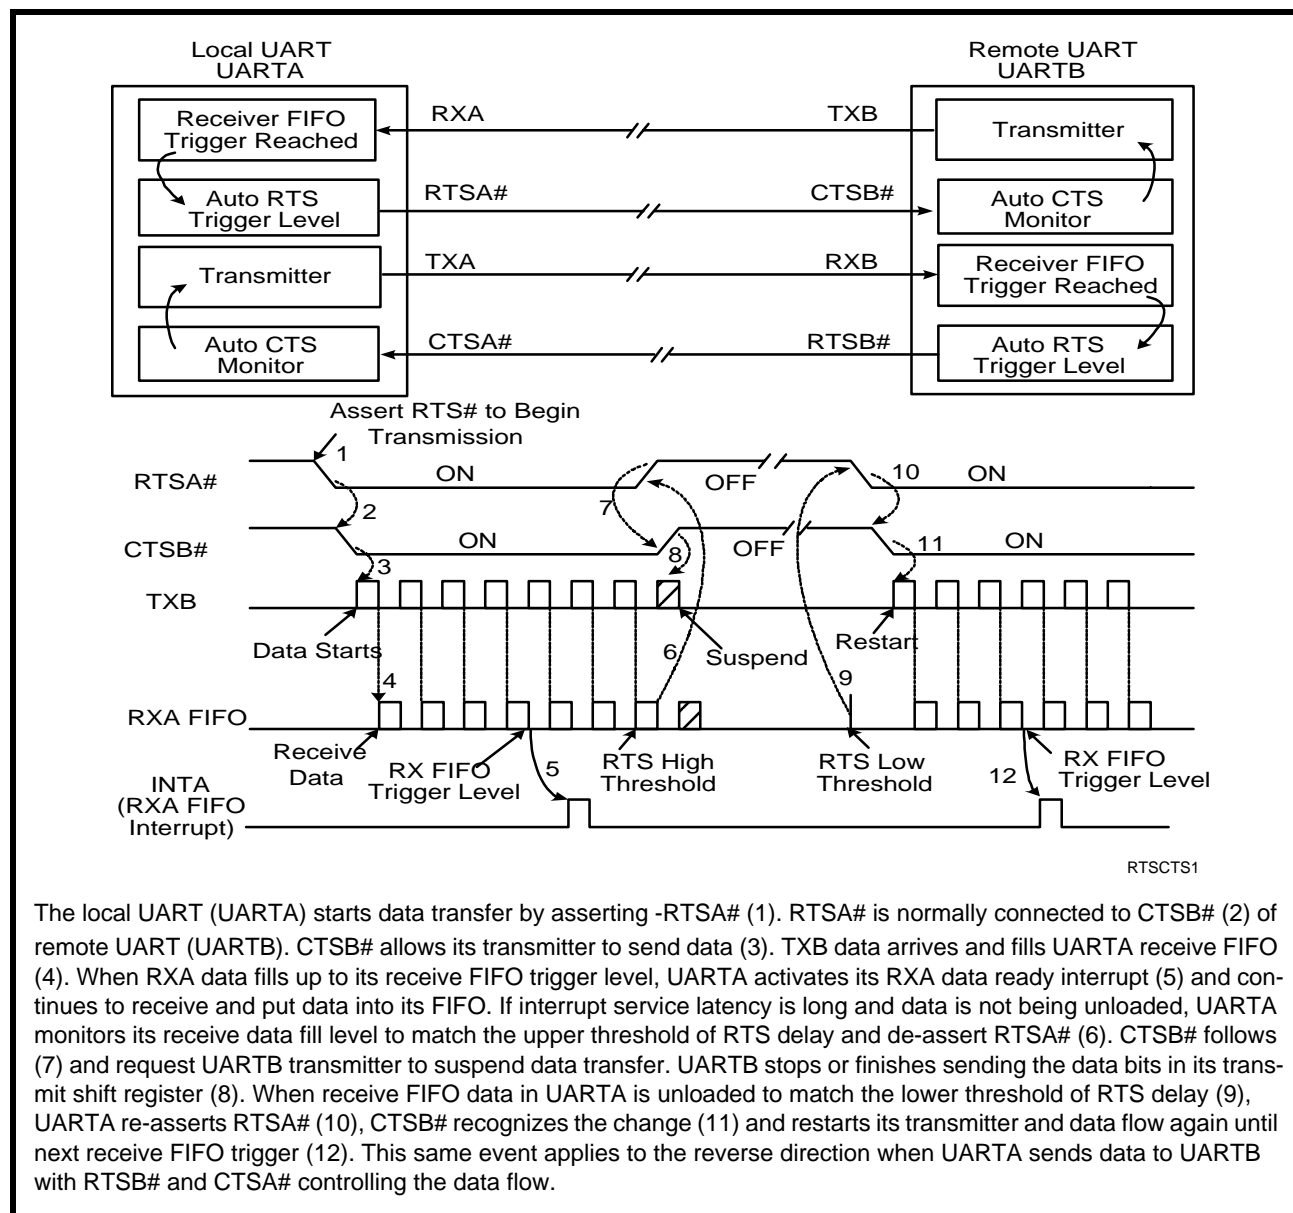 Local UART
UARTA
Remote UART
UARTB
Receiver FIFO
Trigger Reached
RXA
TXB
Transmitter
Auto RTS
Trigger Level
RTSA#
CTSB#
Auto CTS
Monitor
Transmitter
TXA
RXB
Receiver FIFO
Trigger Reached
Auto CTS
Monitor
CTSA#
RTSB#
Auto RTS
Trigger Level
Assert RTS# to Begin
Transmission
1
RTSA#
ON
OFF
10
ON
2
7
CTSB#
ON
8
OFF
11
ON
3
TXB
Data Starts
6
Suspend
Restart
4
9
RXA FIFO
Receive
Data
RX FIFO
Trigger Level
5
RTS High
Threshold
RTS Low
Threshold
12
RX FIFO
Trigger Level
INTA
(RXA FIFO
Interrupt)
RTSCTS1
The local UART (UARTA) starts data transfer by asserting -RTSA# (1). RTSA# is normally connected to CTSB# (2) of
remote UART (UARTB). CTSB# allows its transmitter to send data (3). TXB data arrives and fills UARTA receive FIFO
(4). When RXA data fills up to its receive FIFO trigger level, UARTA activates its RXA data ready interrupt (5) and con-
tinues to receive and put data into its FIFO. If interrupt service latency is long and data is not being unloaded, UARTA
monitors its receive data fill level to match the upper threshold of RTS delay and de-assert RTSA# (6). CTSB# follows
(7) and request UARTB transmitter to suspend data transfer. UARTB stops or finishes sending the data bits in its trans-
mit shift register (8). When receive FIFO data in UARTA is unloaded to match the lower threshold of RTS delay (9),
UARTA re-asserts RTSA# (10), CTSB# recognizes the change (11) and restarts its transmitter and data flow again until
next receive FIFO trigger (12). This same event applies to the reverse direction when UARTA sends data to UARTB
with RTSB# and CTSA# controlling the data flow.